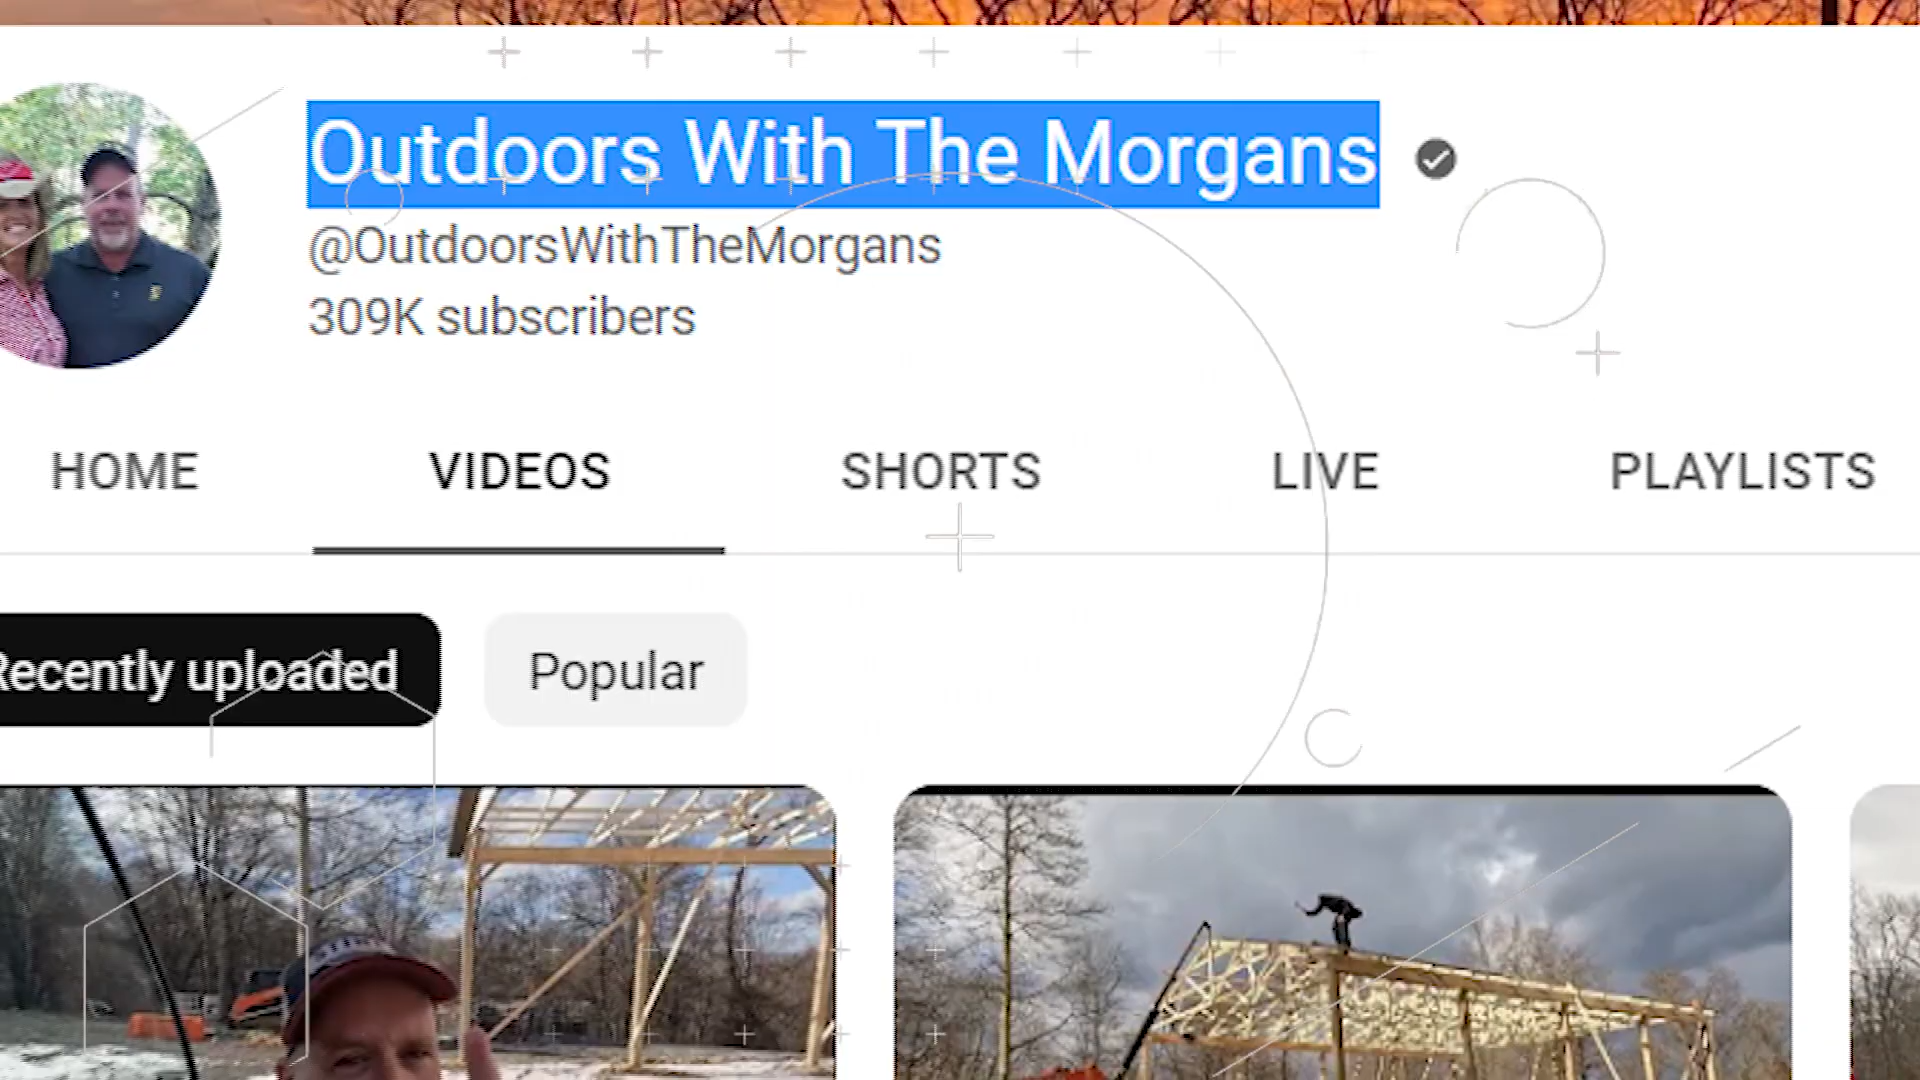 Outdoors With The Morgans
@OutdoorsWithTheMorgans
309K subscribers
HOME VIDEOS SHORTS LIVE PLAYLISTS
Recently uploaded Popular